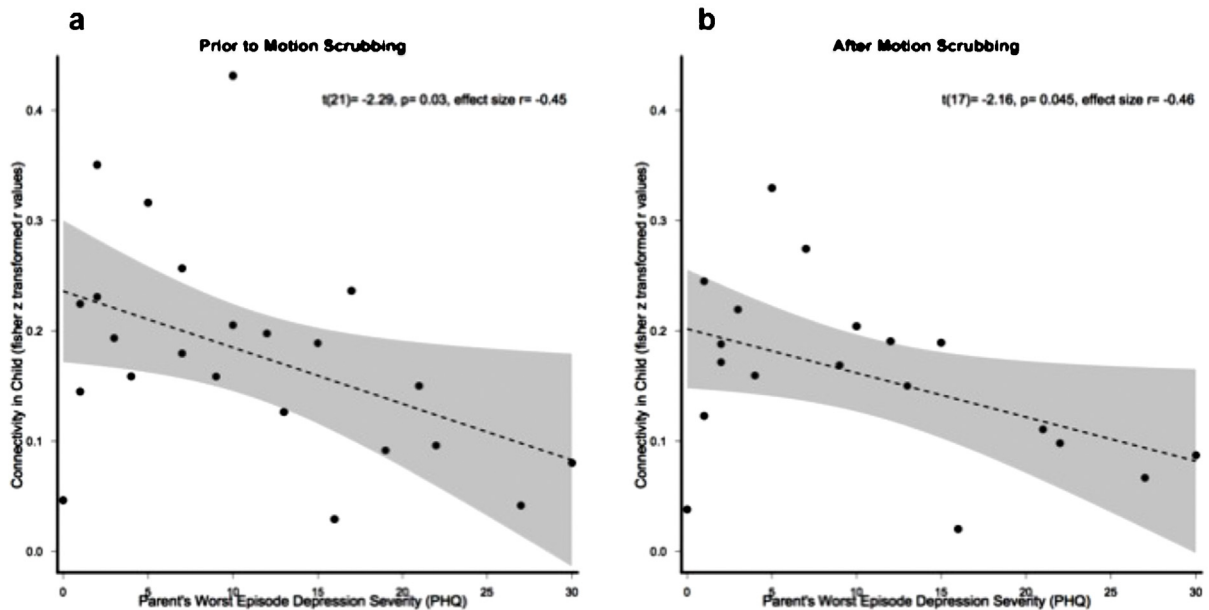 a
Prior to Motion Scrubbing
t(21)= -2.29, p= 0.03, effect size r= -0.45
Connectivity in Child (fisher z transformed r values)
0.4
0.3
0.2
0.1
0.0
0 5 10 15 20 25 30
Parent's Worst Episode Depression Severity (PHQ)
b
After Motion Scrubbing
t(17)= -2.16, p= 0.045, effect size r= -0.46
Connectivity in Child (fisher z transformed r values)
0.4
0.3
0.2
0.1
0.0
0 5 10 15 20 25 30
Parent's Worst Episode Depression Severity (PHQ)